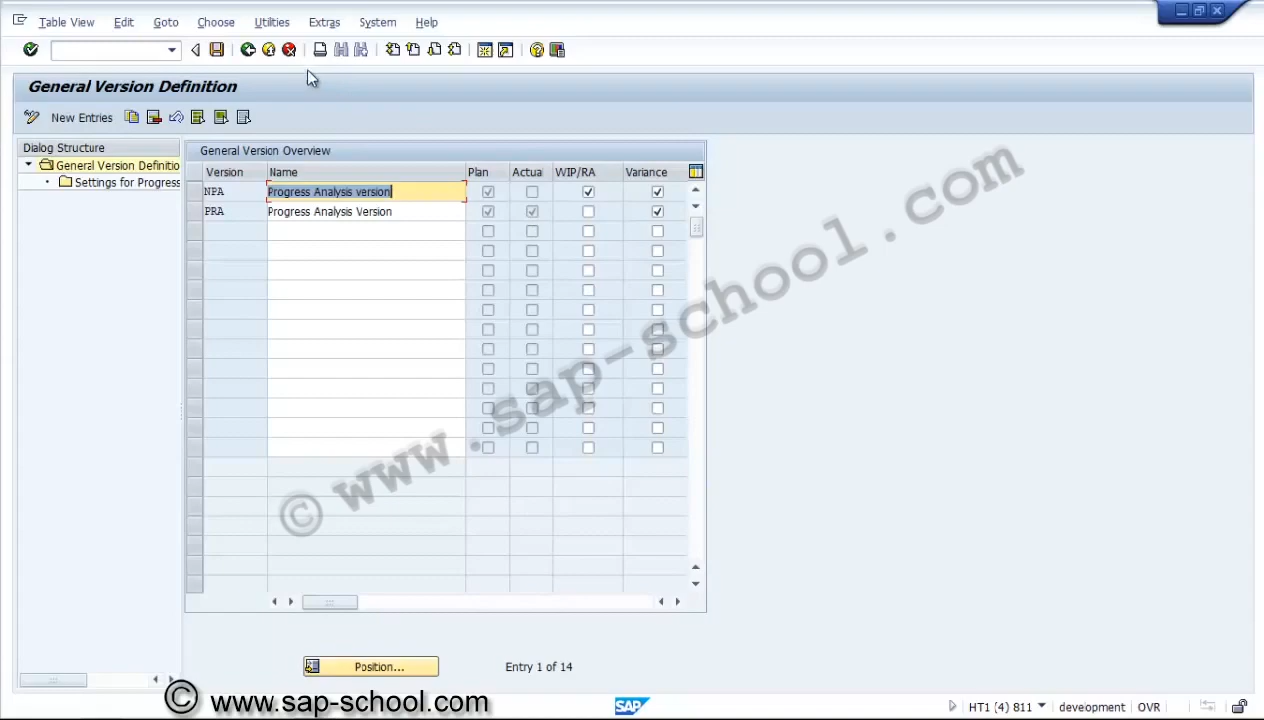 Table View Edit Goto Choose Utilities Extras System Help
General Version Definition
New Entries
Dialog Structure
General Version Definitio
Settings for Progress
General Version Overview
Version Name Plan Actual WIP/RA Variance
NPA Progress Analysis version
PRA Progress Analysis Version
© www.sap-school.com
Position... Entry 1 of 14
© www.sap-school.com
SAP
HT1 (4) 811 development OVR